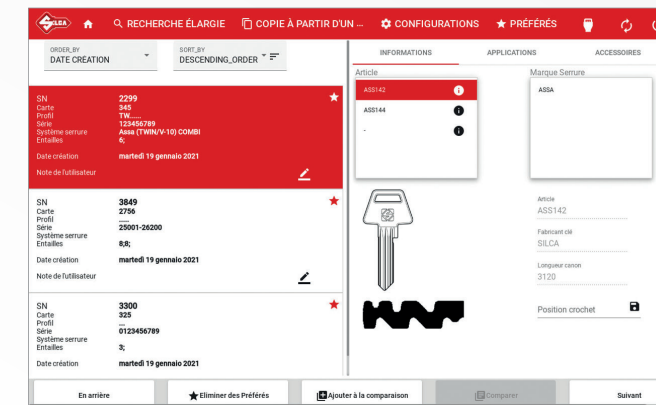 SILCA RECHERCHE ÉLARGIE COPIE À PARTIR D'UN ... CONFIGURATIONS PRÉFÉRÉS
ORDER_BY
DATE CRÉATION
SORT_BY
DESCENDING_ORDER
SN 2299
Carte 345
Profil TW......
Série 123456789
Système serrure Assa (TWIN/V-10) COMBI
Entailles 6;
Date création martedì 19 gennaio 2021
Note de l'utilisateur
SN 3849
Carte 2756
Profil ......
Série 25001-26200
Système serrure
Entailles 8;8;
Date création martedì 19 gennaio 2021
Note de l'utilisateur
SN 3300
Carte 325
Profil ...
Série 0123456789
Système serrure
Entailles 3;
Date création martedì 19 gennaio 2021
INFORMATIONS APPLICATIONS ACCESSOIRES
Article
ASS142
ASS144
-
Marque Serrure
ASSA
Article
ASS142
Fabricant clé
SILCA
Longueur canon
3120
Position crochet
En arrière Eliminer des Préférés Ajouter à la comparaison Comparer Suivant